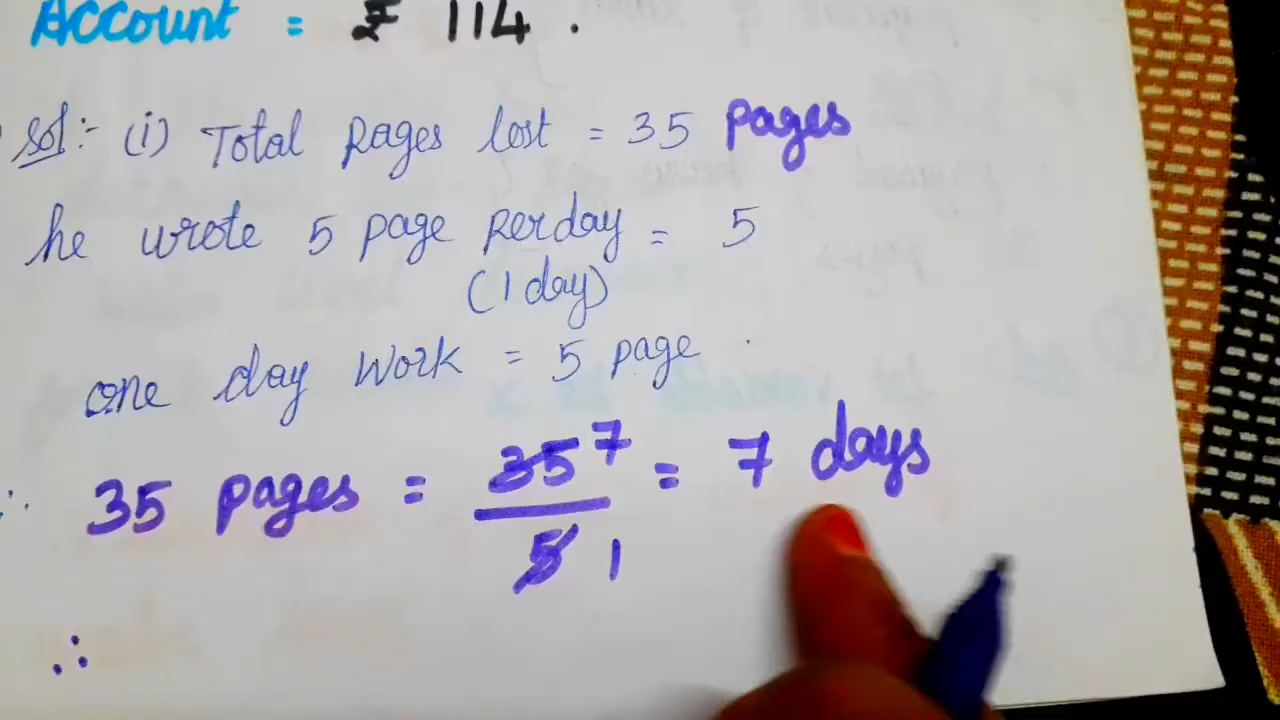 Account = ₹ 114.
Sol:- (i) Total Pages lost = 35 pages
he wrote 5 page Perday = 5
(1 day)
one day work = 5 page
∴ 35 pages = 35 7 / 5 1 = 7 days
∴